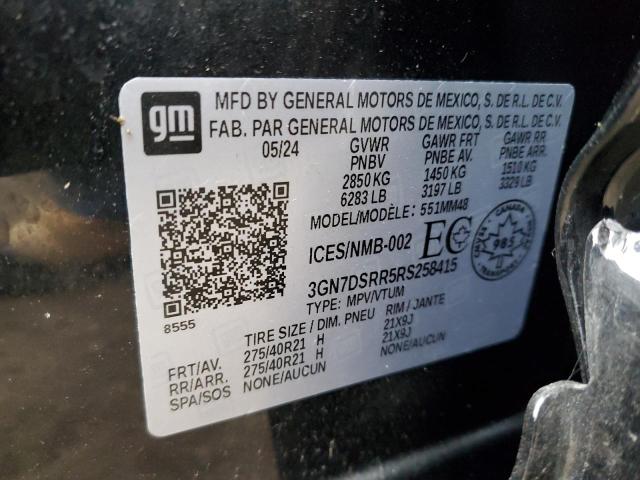 gm
MFD BY GENERAL MOTORS DE MEXICO, S. DE R.L. DE C.V.
FAB. PAR GENERAL MOTORS DE MEXICO, S. DE R.L. DE C.V.
05/24 GVWR GAWR FRT GAWR RR
PNBV PNBE AV. PNBE ARR.
2850 KG 1450 KG 1510 KG
6283 LB 3197 LB 3329 LB
MODEL/MODÈLE: 551MM48
ICES/NMB-002 EC
CANADA
985
TRANSPORT
3GN7DSRR5RS258415
TYPE: MPV/VTUM
8555
TIRE SIZE / DIM. PNEU RIM / JANTE
FRT/AV. 275/40R21 H 21X9J
RR/ARR. 275/40R21 H 21X9J
SPA/SOS NONE/AUCUN NONE/AUCUN